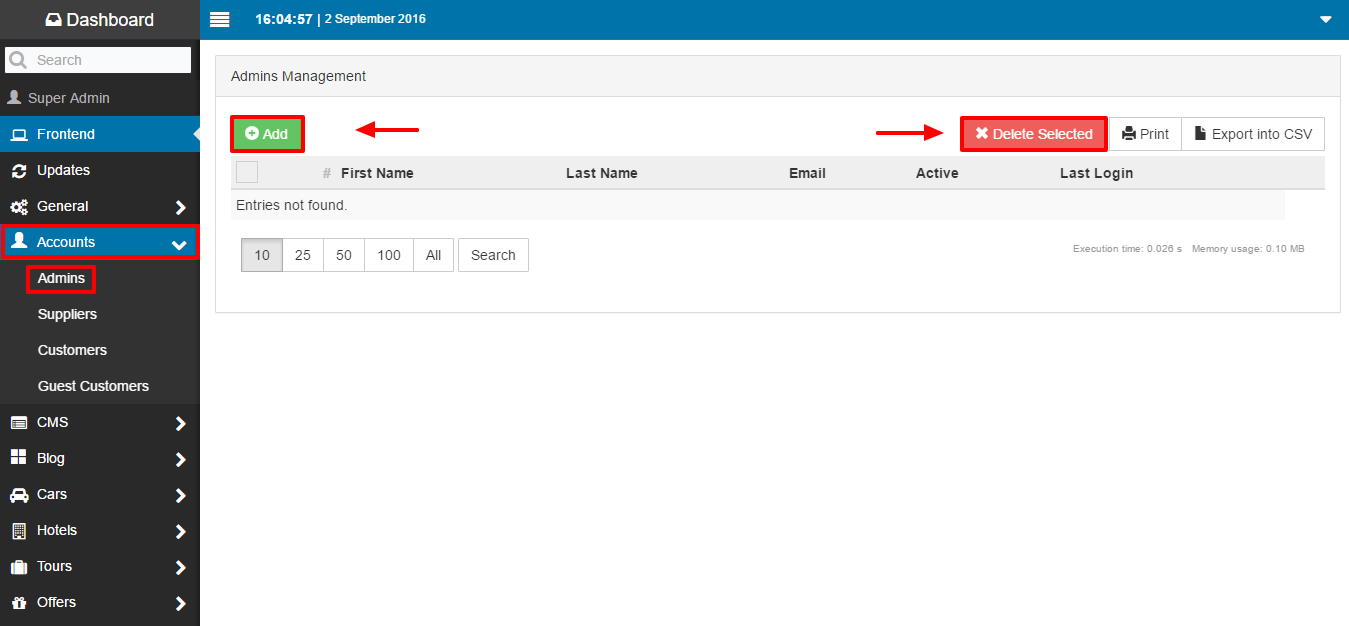 Dashboard
16:04:57 | 2 September 2016
Search
Super Admin
Frontend
Updates
General
Accounts
Admins
Suppliers
Customers
Guest Customers
CMS
Blog
Cars
Hotels
Tours
Offers
Admins Management
Add
Delete Selected Print Export into CSV
# First Name Last Name Email Active Last Login
Entries not found.
10 25 50 100 All Search
Execution time: 0.026 s Memory usage: 0.10 MB